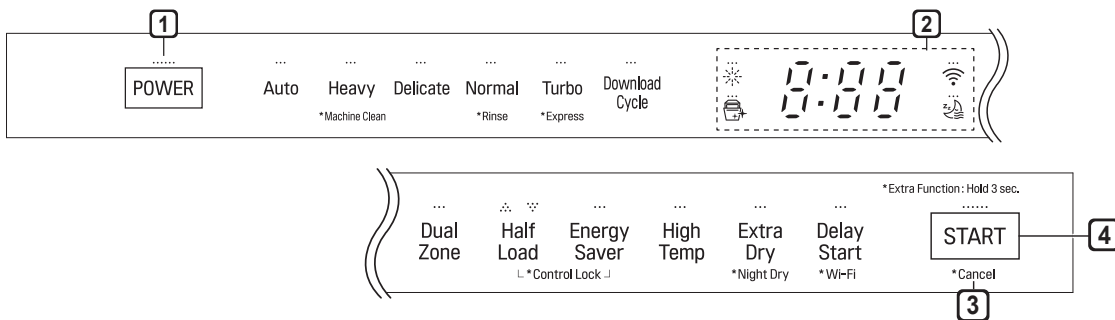 1
2
POWER
Auto
Heavy
*Machine Clean
Delicate
Normal
*Rinse
Turbo
*Express
Download
Cycle
8:88
zz
*Extra Function: Hold 3 sec.
Dual
Zone
Half
Load
Energy
Saver
*Control Lock
High
Temp
Extra
Dry
*Night Dry
Delay
Start
*Wi-Fi
START
*Cancel
4
3